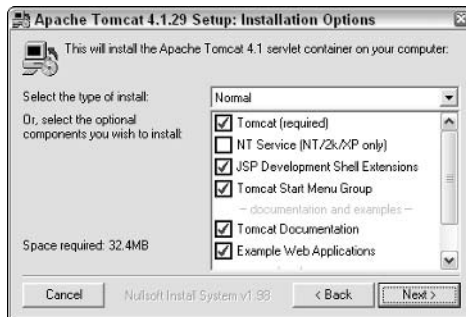 Apache Tomcat 4.1.29 Setup: Installation Options
This will install the Apache Tomcat 4.1 servlet container on your computer:
Select the type of install:
Normal
Or, select the optional
components you wish to install:
Tomcat (required)
NT Service (NT/2k/XP only)
JSP Development Shell Extensions
Tomcat Start Menu Group
-- documentation and examples --
Tomcat Documentation
Example Web Applications
Space required: 32.4MB
Cancel
Nullsoft Install System v1.98
< Back
Next >